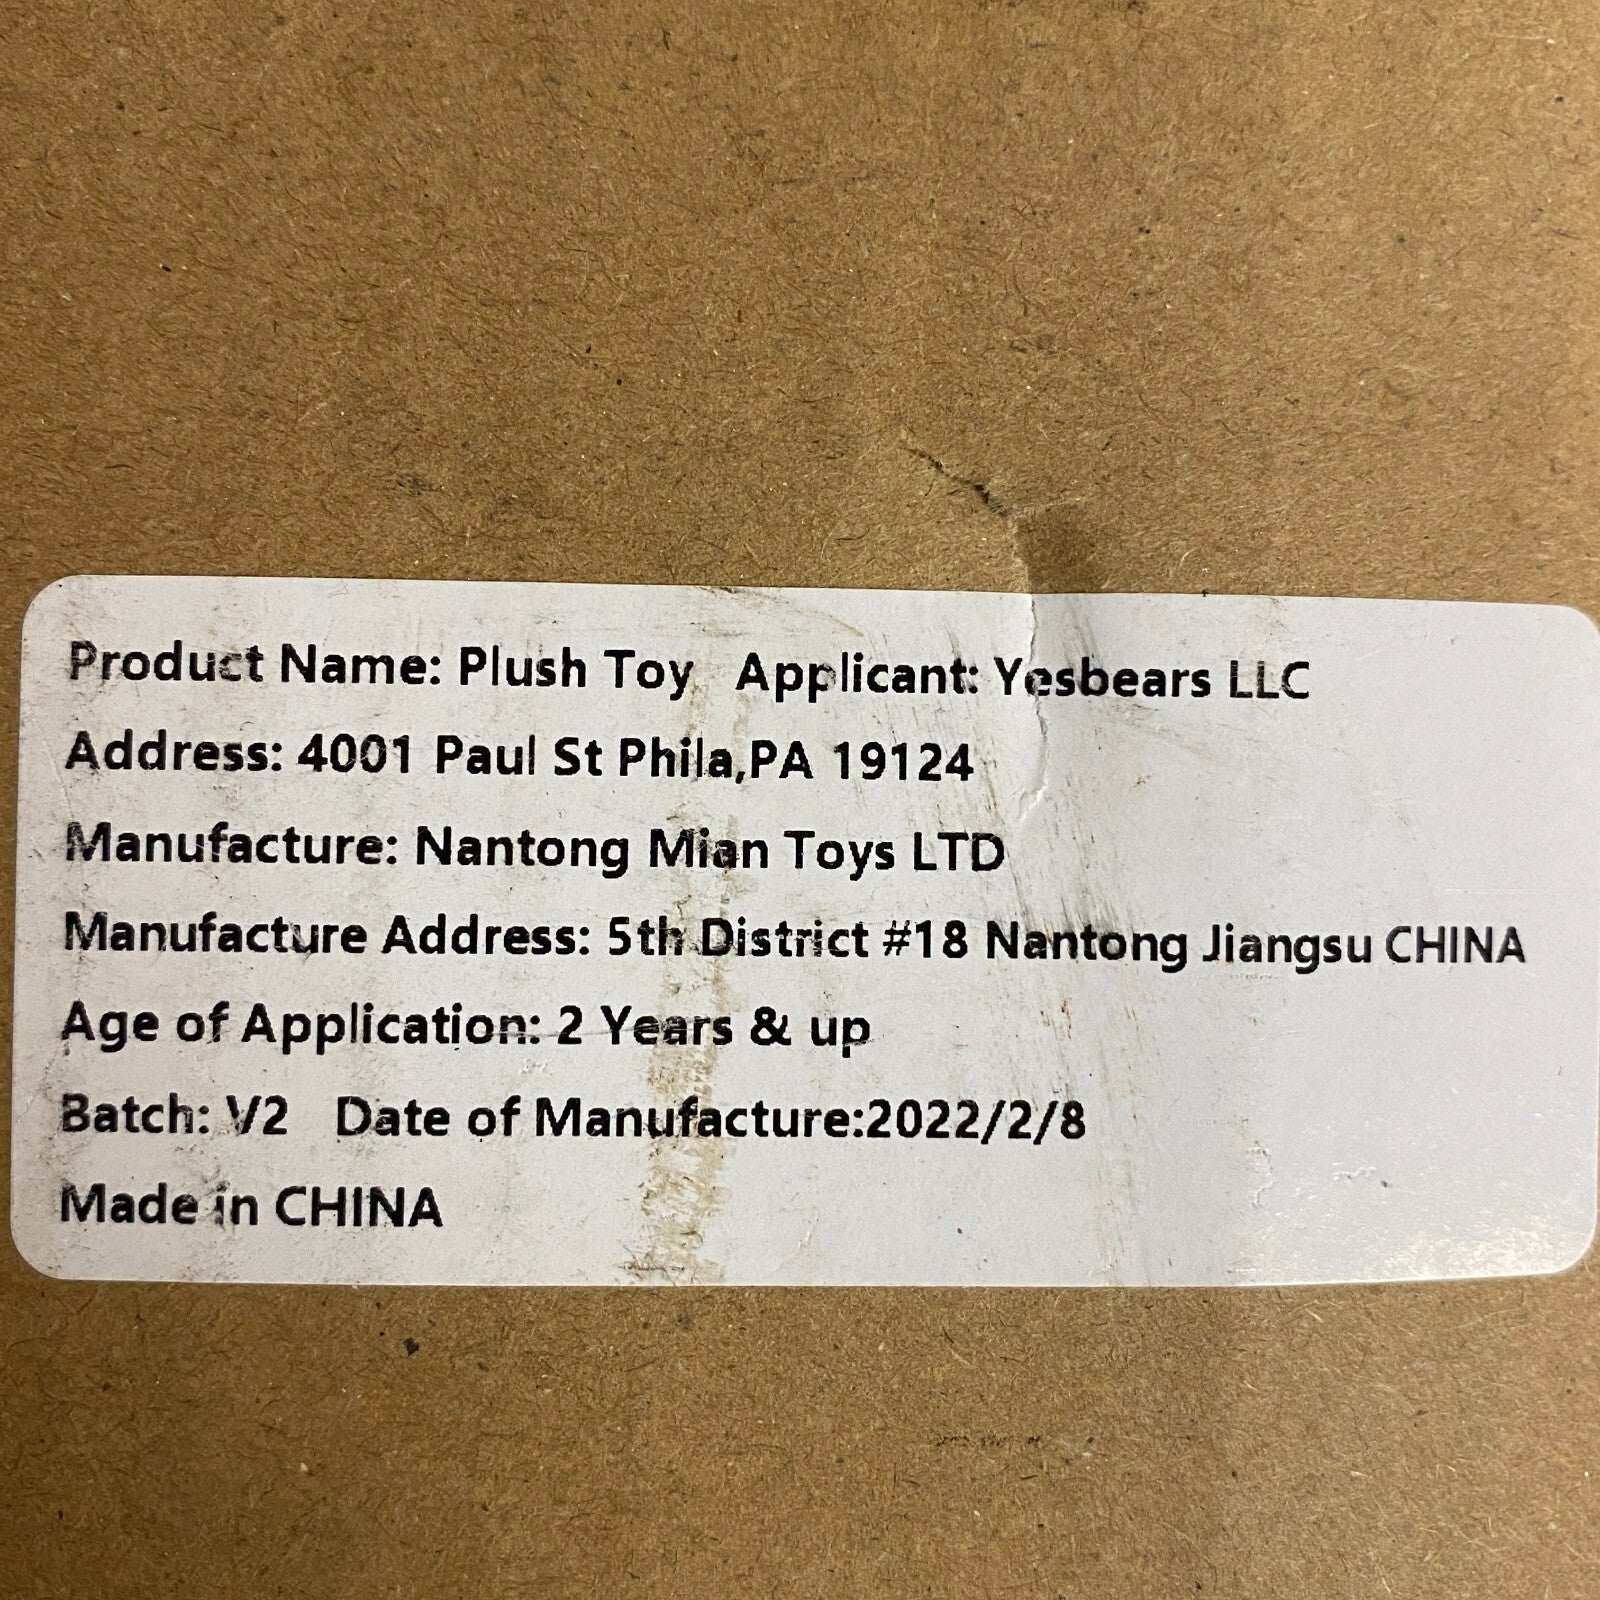 Product Name: Plush Toy Applicant: Yesbears LLC
Address: 4001 Paul St Phila,PA 19124
Manufacture: Nantong Mian Toys LTD
Manufacture Address: 5th District #18 Nantong Jiangsu CHINA
Age of Application: 2 Years & up
Batch: V2 Date of Manufacture:2022/2/8
Made in CHINA